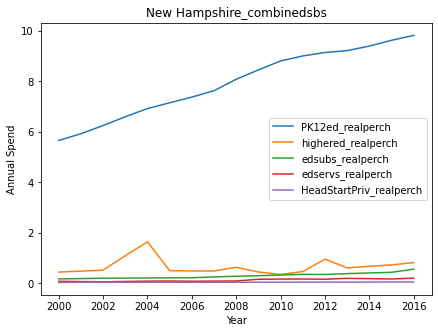 New Hampshire_combinedsbs
10
8
6
4
2
0
Annual Spend
PK12ed_realperch
highered_realperch
edsubs_realperch
edservs_realperch
HeadStartPriv_realperch
2000 2002 2004 2006 2008 2010 2012 2014 2016
Year